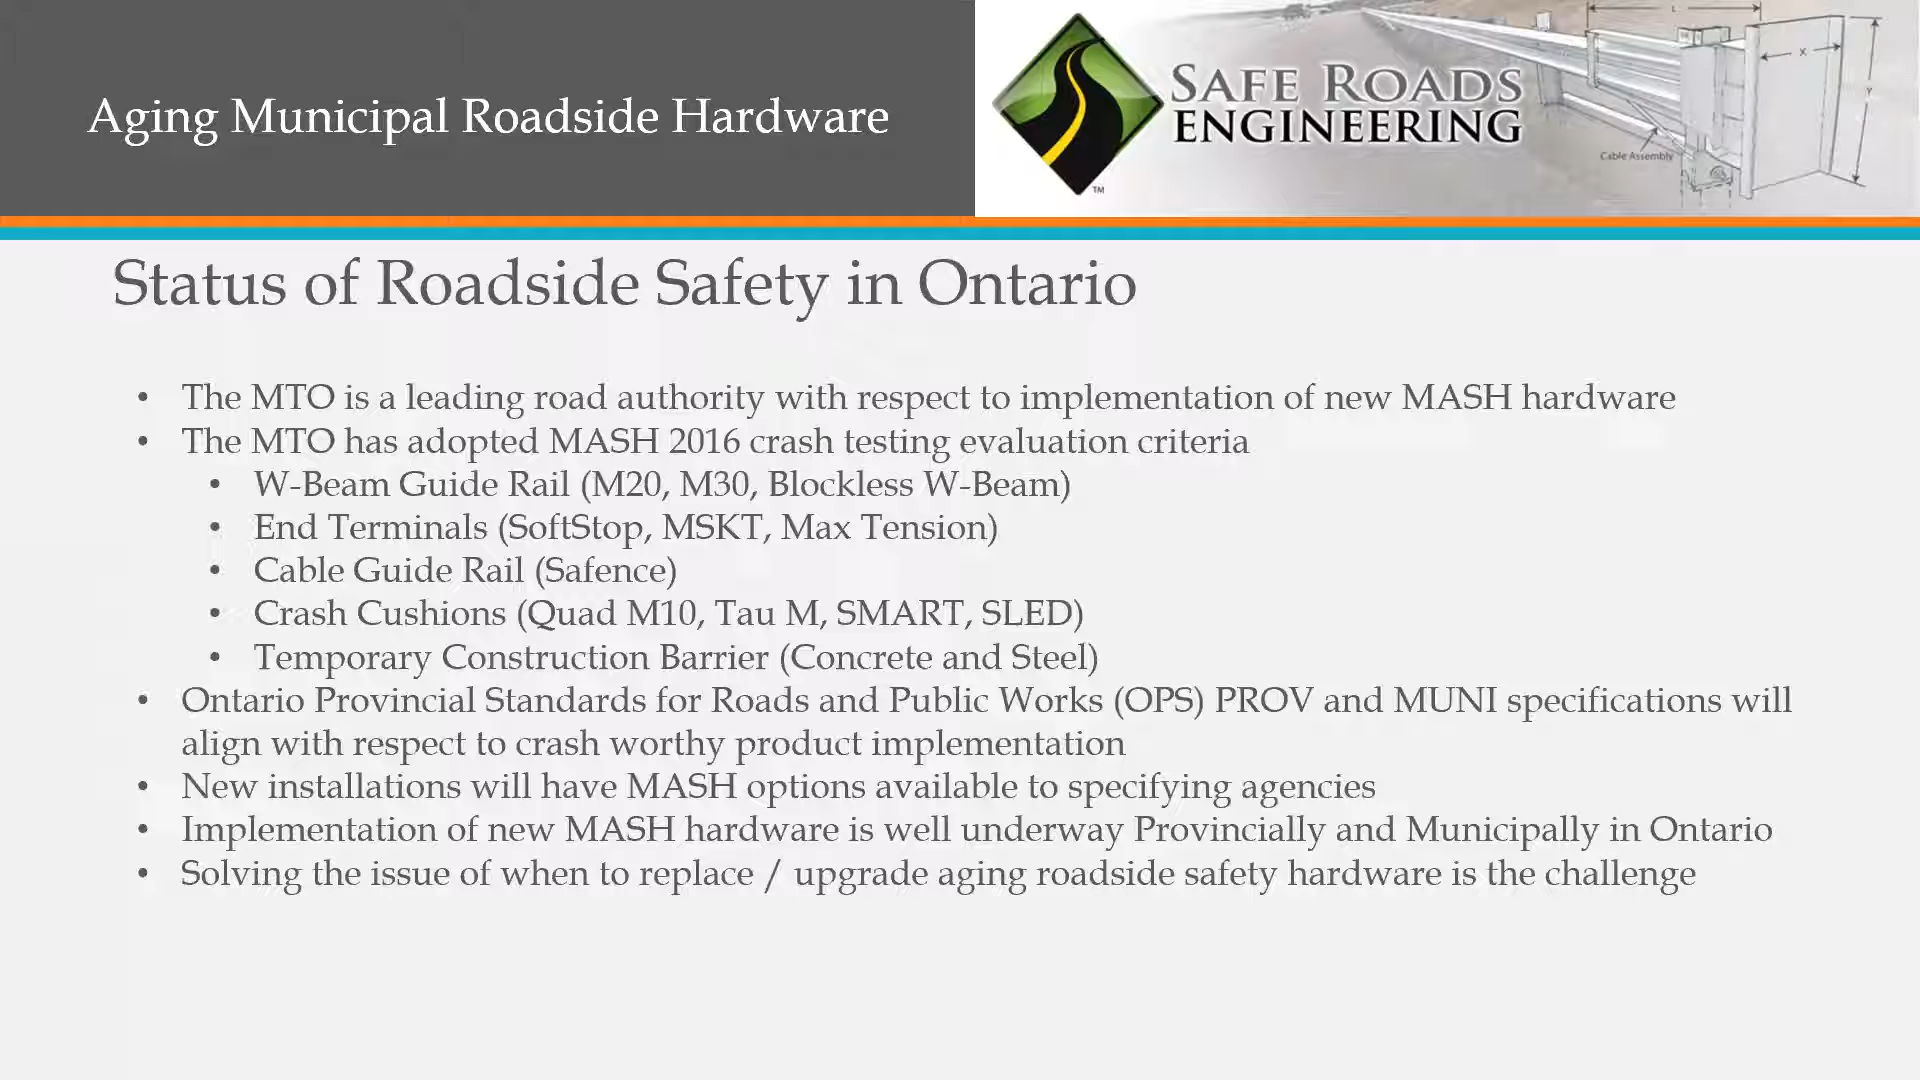 Aging Municipal Roadside Hardware
SAFE ROADS
ENGINEERING
TM
L
X
Y
Cable Assembly
Status of Roadside Safety in Ontario
• The MTO is a leading road authority with respect to implementation of new MASH hardware
• The MTO has adopted MASH 2016 crash testing evaluation criteria
• W-Beam Guide Rail (M20, M30, Blockless W-Beam)
• End Terminals (SoftStop, MSKT, Max Tension)
• Cable Guide Rail (Safence)
• Crash Cushions (Quad M10, Tau M, SMART, SLED)
• Temporary Construction Barrier (Concrete and Steel)
• Ontario Provincial Standards for Roads and Public Works (OPS) PROV and MUNI specifications will
align with respect to crash worthy product implementation
• New installations will have MASH options available to specifying agencies
• Implementation of new MASH hardware is well underway Provincially and Municipally in Ontario
• Solving the issue of when to replace / upgrade aging roadside safety hardware is the challenge